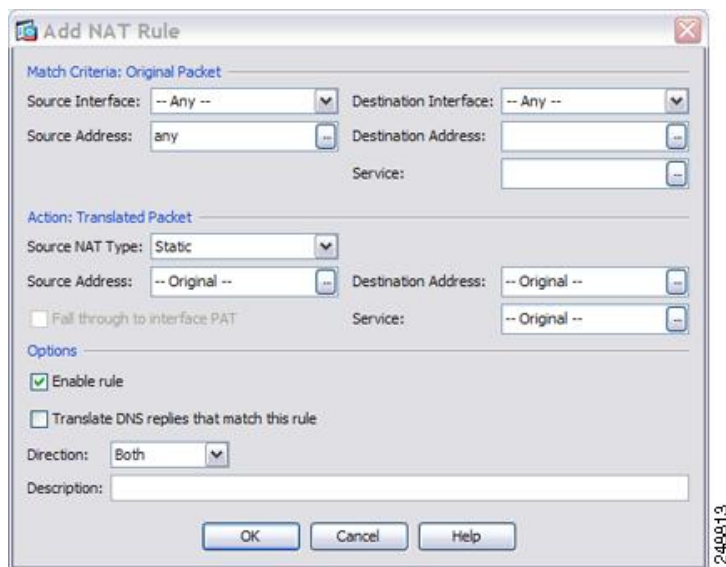 Add NAT Rule
Match Criteria: Original Packet
Source Interface: -- Any -- Destination Interface: -- Any --
Source Address: any ... Destination Address: ...
Service: ...
Action: Translated Packet
Source NAT Type: Static
Source Address: -- Original -- ... Destination Address: -- Original -- ...
Fall through to interface PAT Service: -- Original -- ...
Options
Enable rule
Translate DNS replies that match this rule
Direction: Both
Description:
OK Cancel Help
248813